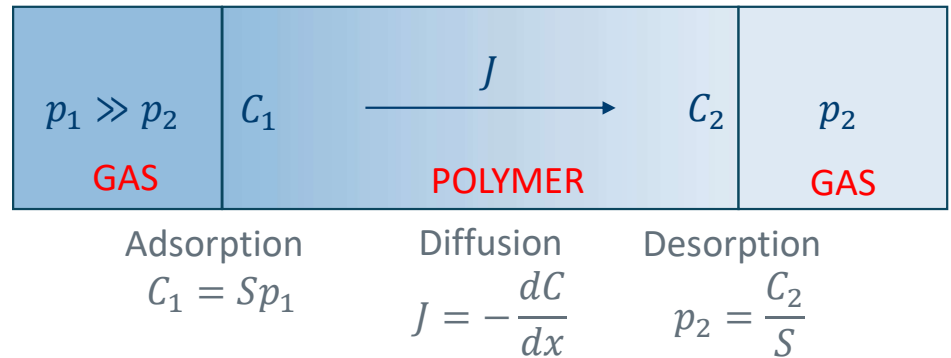 J
p₁ ≫ p₂ C₁ C₂ p₂
GAS POLYMER GAS
Adsorption Diffusion Desorption
C₁ = Sp₁ J = −dC/dx p₂ = C₂/S